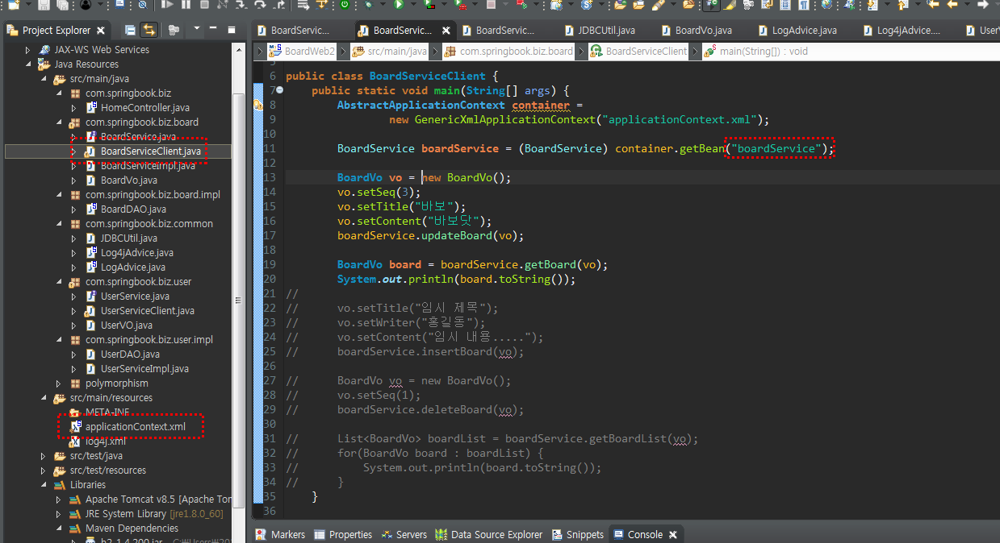 Project Explorer
BoardServic...
BoardServic...
BoardServic...
JDBCUtil.java
BoardVo.java
LogAdvice.java
Log4jAdvice....
User
BoardWeb2
src/main/java
com.springbook.biz.board
BoardServiceClient
main(String[]) : void
JAX-WS Web Services
Java Resources
src/main/java
com.springbook.biz
HomeController.java
com.springbook.biz.board
BoardService.java
BoardServiceClient.java
BoardServiceImpl.java
BoardVo.java
com.springbook.biz.board.impl
BoardDAO.java
com.springbook.biz.common
JDBCUtil.java
Log4jAdvice.java
LogAdvice.java
com.springbook.biz.user
UserService.java
UserServiceClient.java
UserVO.java
com.springbook.biz.user.impl
UserDAO.java
UserServiceImpl.java
polymorphism
src/main/resources
META-INF
applicationContext.xml
log4j.xml
src/test/java
src/test/resources
Libraries
Apache Tomcat v8.5 [Apache Tor
JRE System Library [jre1.8.0_60]
Maven Dependencies
6 public class BoardServiceClient {
7 public static void main(String[] args) {
8 AbstractApplicationContext container =
9 new GenericXmlApplicationContext("applicationContext.xml");
10
11 BoardService boardService = (BoardService) container.getBean("boardService");
12
13 BoardVo vo = new BoardVo();
14 vo.setSeq(3);
15 vo.setTitle("바보");
16 vo.setContent("바보닷");
17 boardService.updateBoard(vo);
18
19 BoardVo board = boardService.getBoard(vo);
20 System.out.println(board.toString());
21 //
22 // vo.setTitle("임시 제목");
23 // vo.setWriter("홍길동");
24 // vo.setContent("임시 내용.....");
25 // boardService.insertBoard(vo);
26
27 // BoardVo vo = new BoardVo();
28 // vo.setSeq(1);
29 // boardService.deleteBoard(vo);
30
31 // List<BoardVo> boardList = boardService.getBoardList(vo);
32 // for(BoardVo board : boardList) {
33 // System.out.println(board.toString());
34 // }
35 }
36
Markers
Properties
Servers
Data Source Explorer
Snippets
Console